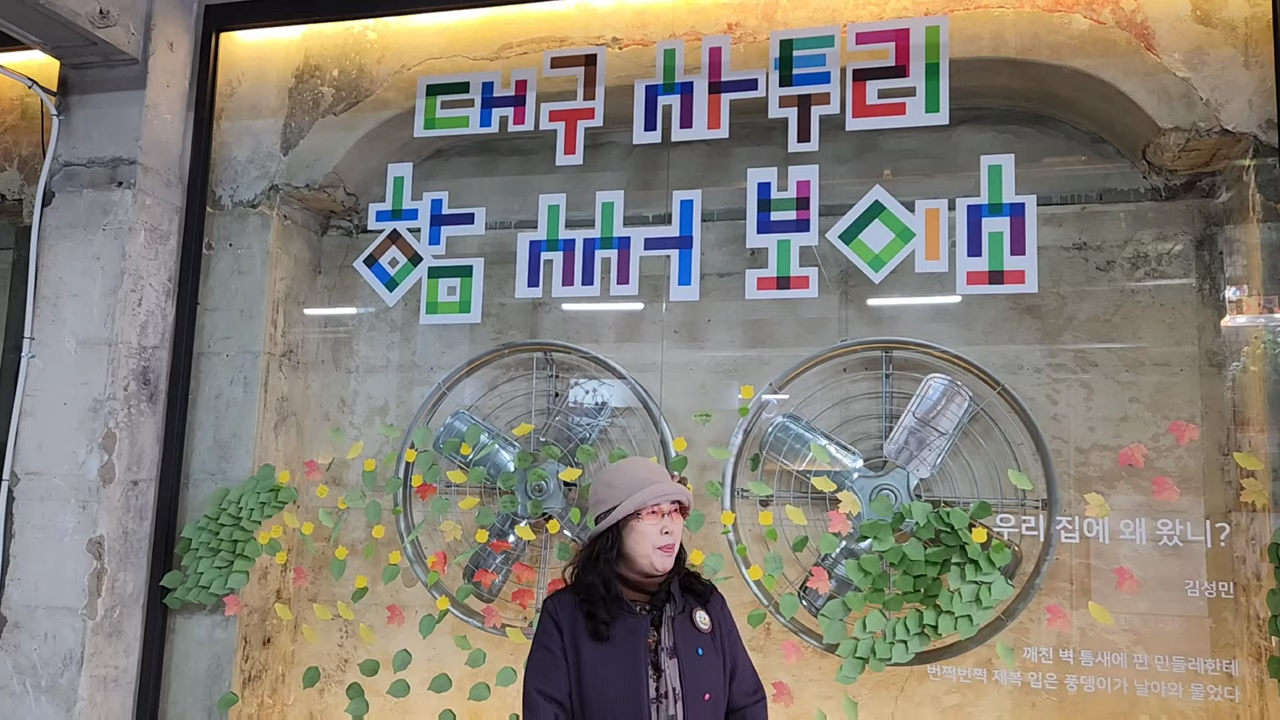 대구 사투리
함 써 보이소
우리 집에 왜 왔니?
김성민
깨진 벽 틈새에 핀 민들레한테
번쩍번쩍 제복 입은 풍뎅이가 날아와 물었다